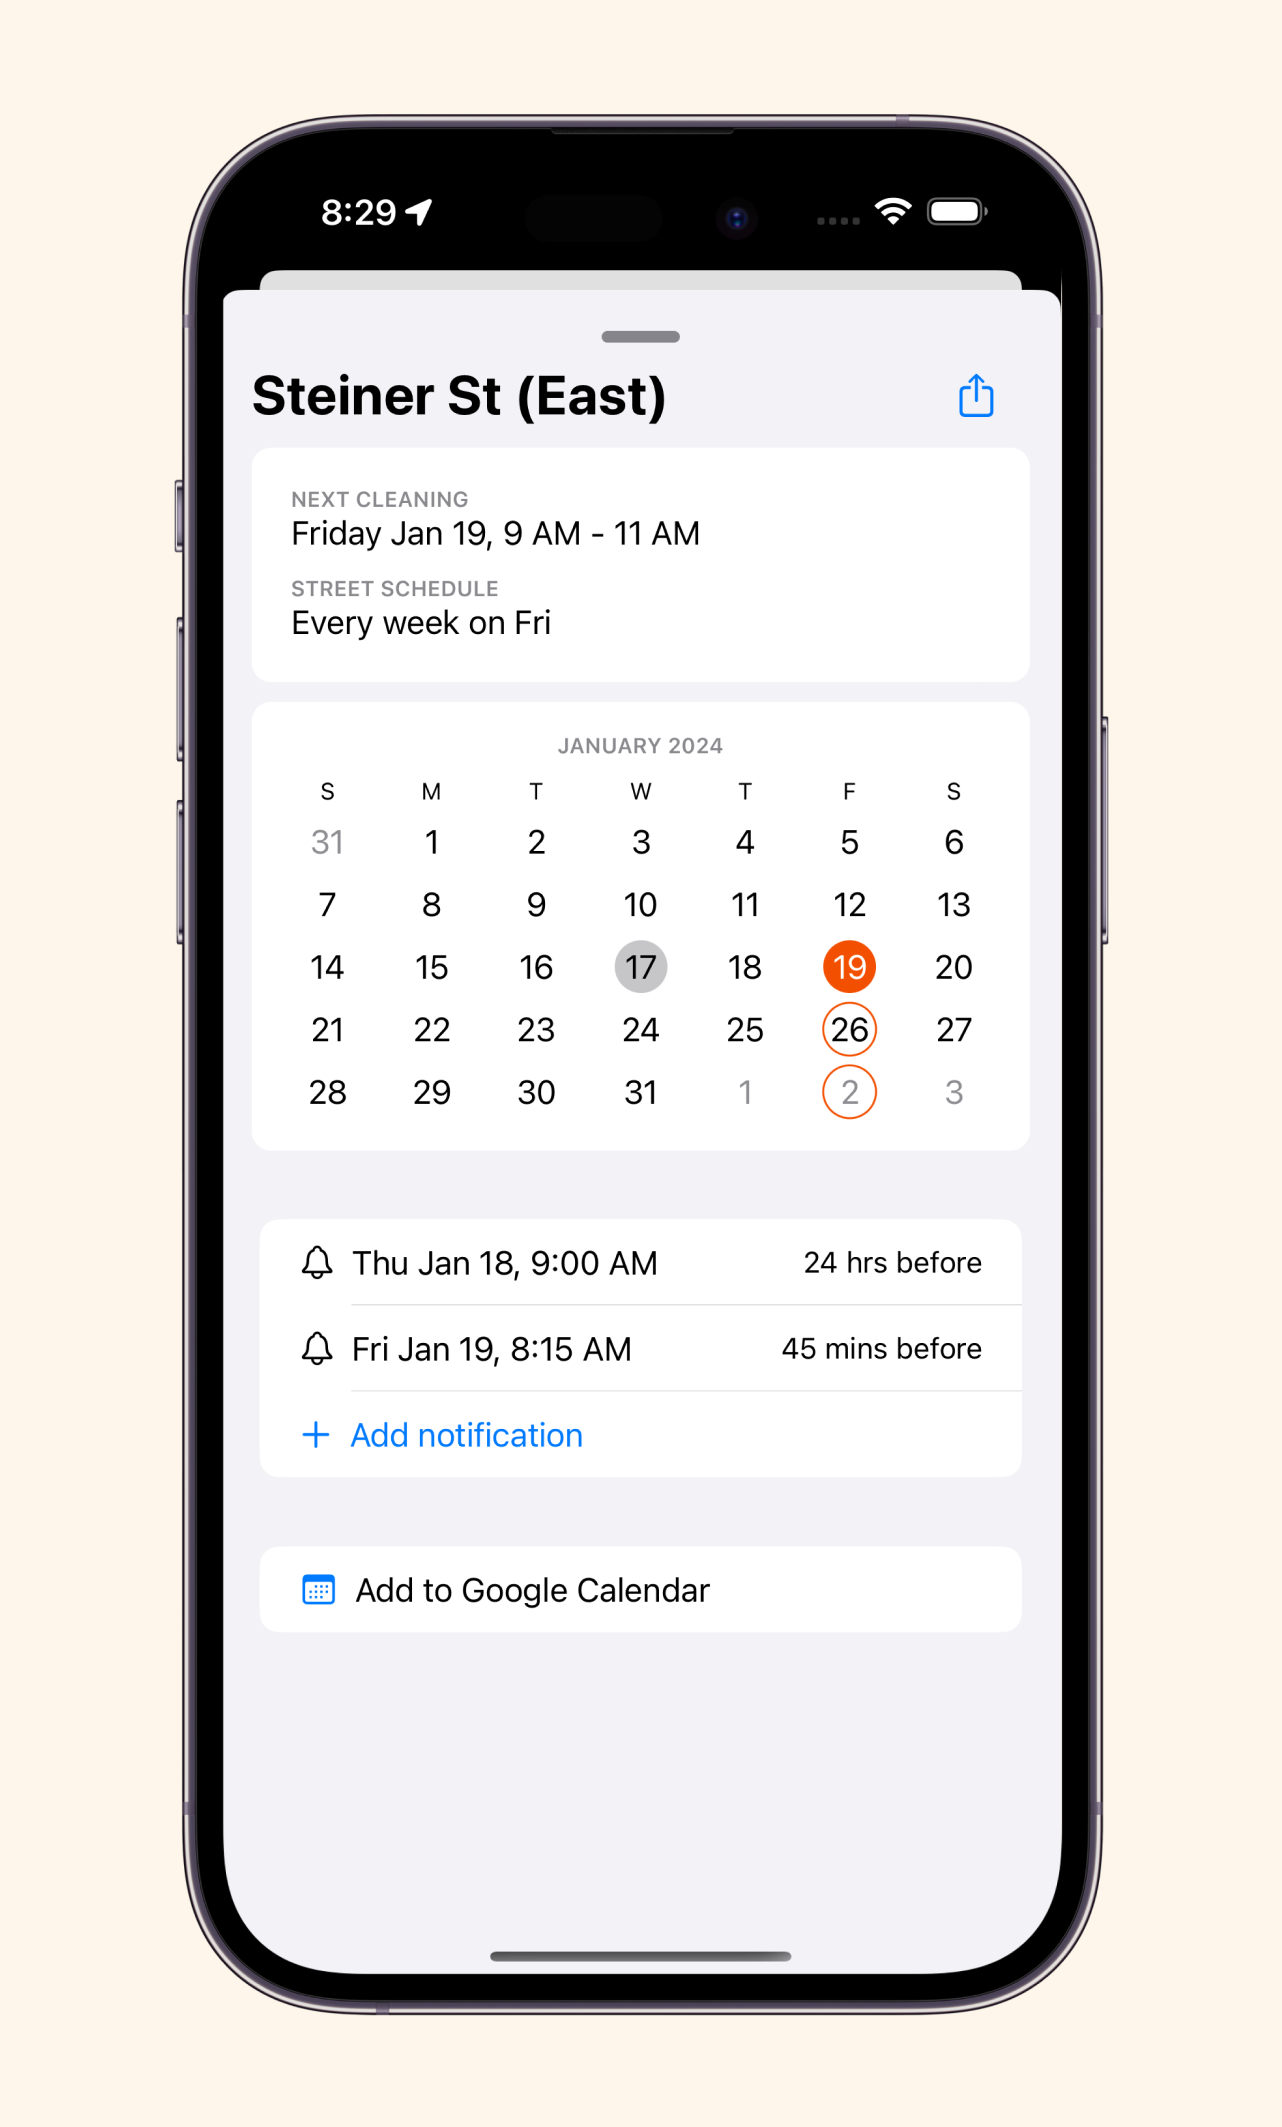 8:29
Steiner St (East)
NEXT CLEANING
Friday Jan 19, 9 AM - 11 AM
STREET SCHEDULE
Every week on Fri
JANUARY 2024
S M T W T F S
31 1 2 3 4 5 6
7 8 9 10 11 12 13
14 15 16 17 18 19 20
21 22 23 24 25 26 27
28 29 30 31 1 2 3
Thu Jan 18, 9:00 AM 24 hrs before
Fri Jan 19, 8:15 AM 45 mins before
+ Add notification
Add to Google Calendar